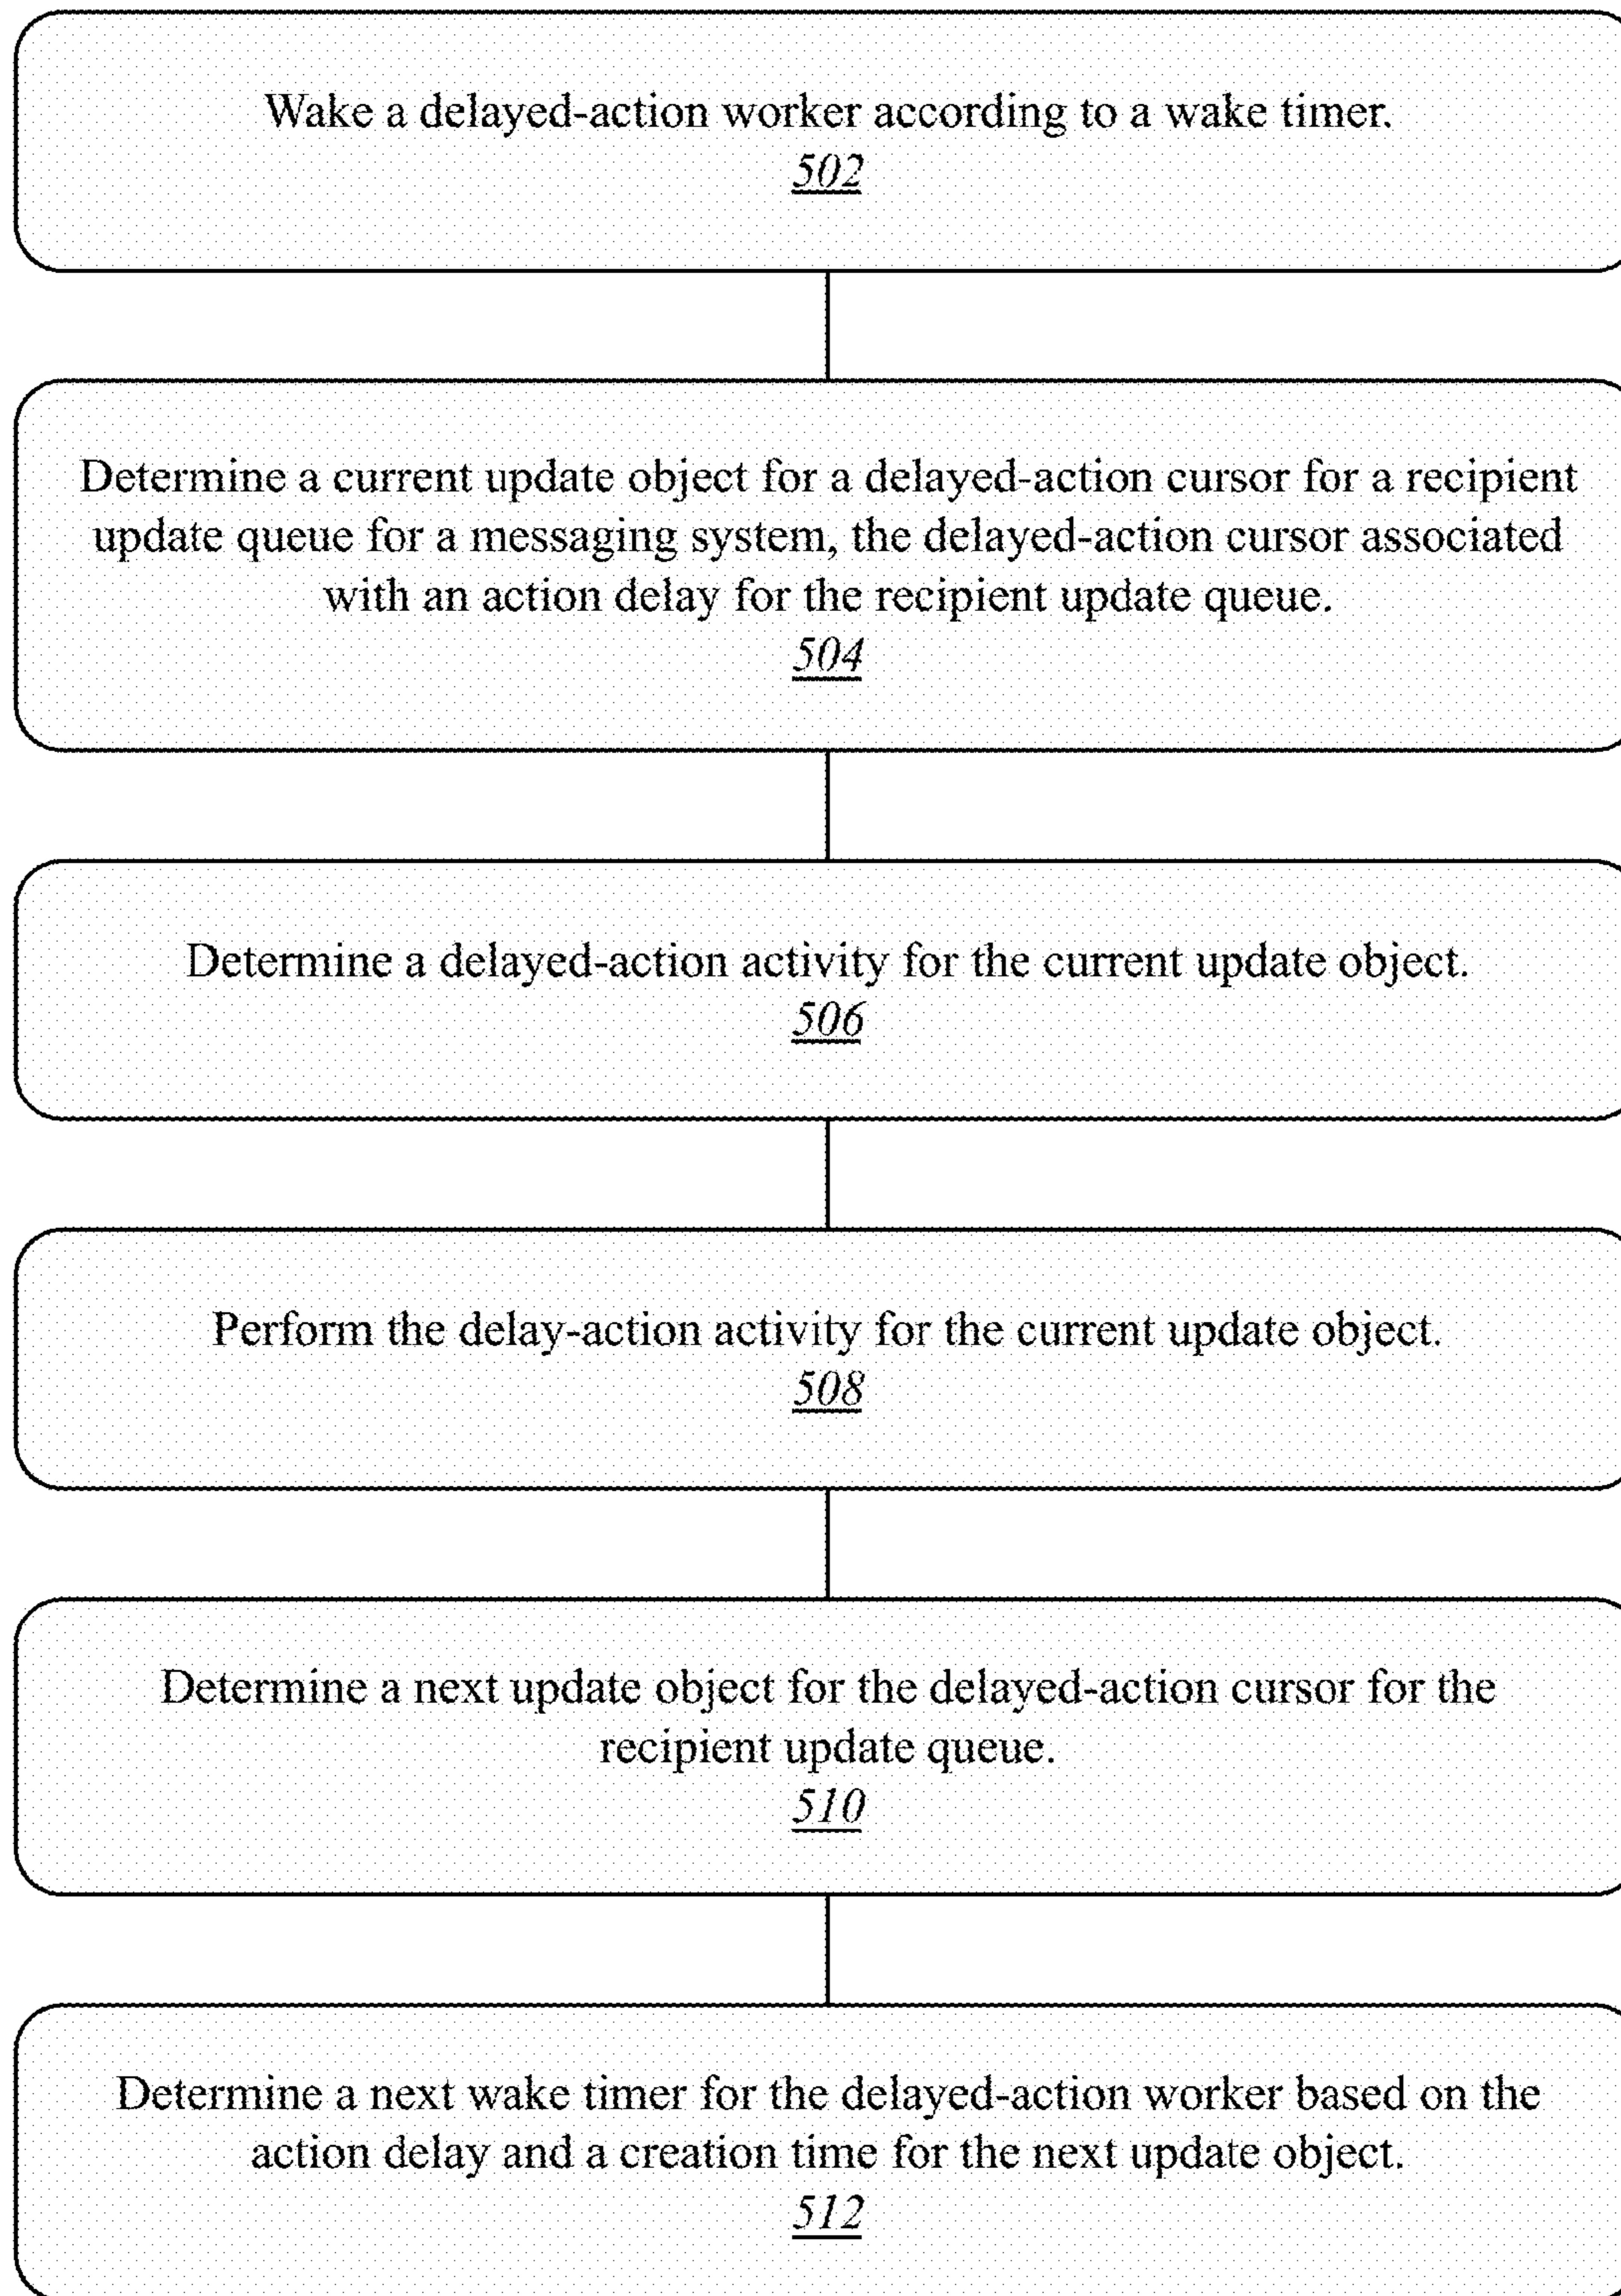 Wake a delayed-action worker according to a wake timer.
502
Determine a current update object for a delayed-action cursor for a recipient
update queue for a messaging system, the delayed-action cursor associated
with an action delay for the recipient update queue.
504
Determine a delayed-action activity for the current update object.
506
Perform the delay-action activity for the current update object.
508
Determine a next update object for the delayed-action cursor for the
recipient update queue.
510
Determine a next wake timer for the delayed-action worker based on the
action delay and a creation time for the next update object.
512